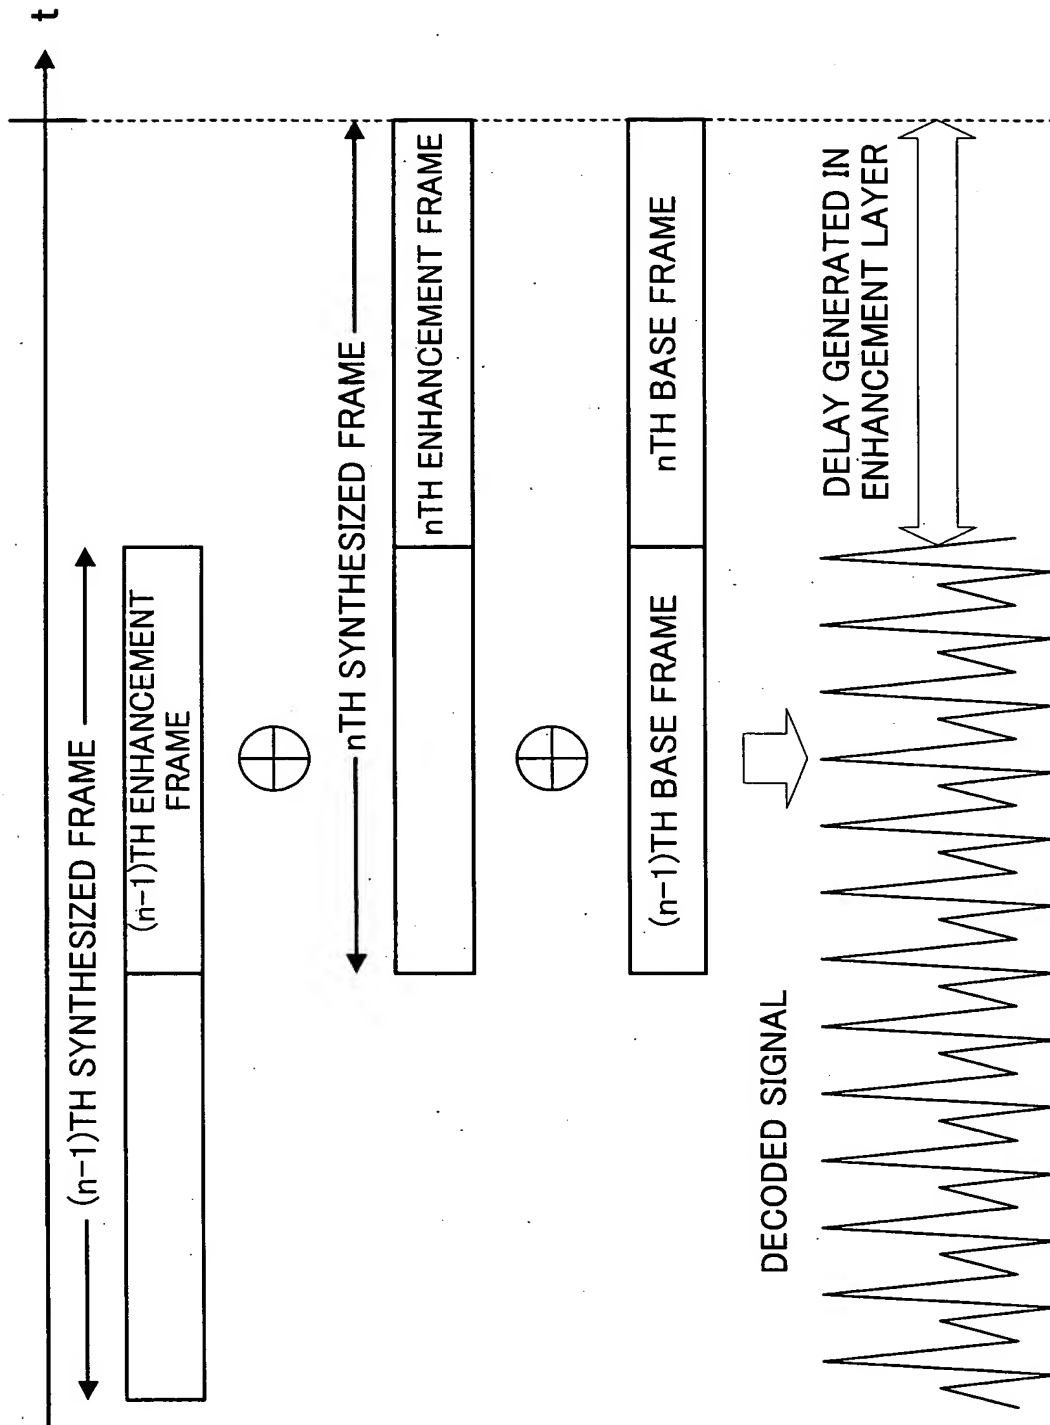 t
(n-1)TH SYNTHESIZED FRAME
(n-1)TH ENHANCEMENT
FRAME
nTH SYNTHESIZED FRAME
nTH ENHANCEMENT FRAME
(n-1)TH BASE FRAME
nTH BASE FRAME
DECODED SIGNAL
DELAY GENERATED IN
ENHANCEMENT LAYER